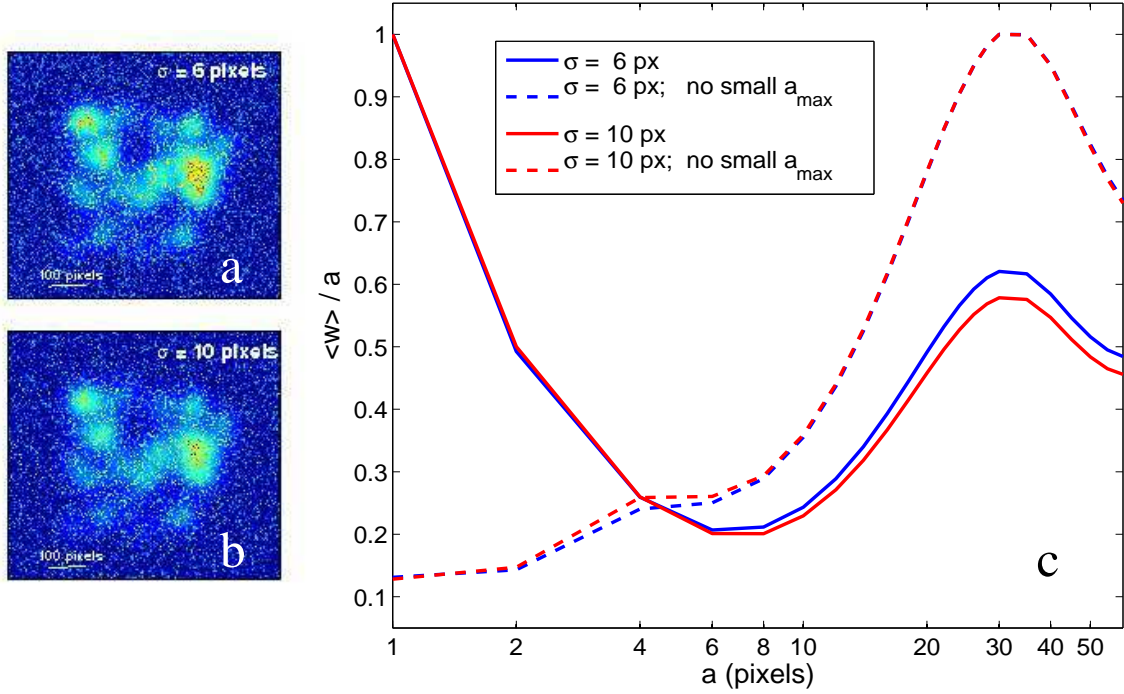 σ = 6 pixels
100 pixels
a
σ = 10 pixels
100 pixels
b
σ = 6 px
σ = 6 px; no small a_max
σ = 10 px
σ = 10 px; no small a_max
1
0.9
0.8
0.7
0.6
0.5
0.4
0.3
0.2
0.1
<w> / a
c
1 2 4 6 8 10 20 30 40 50
a (pixels)